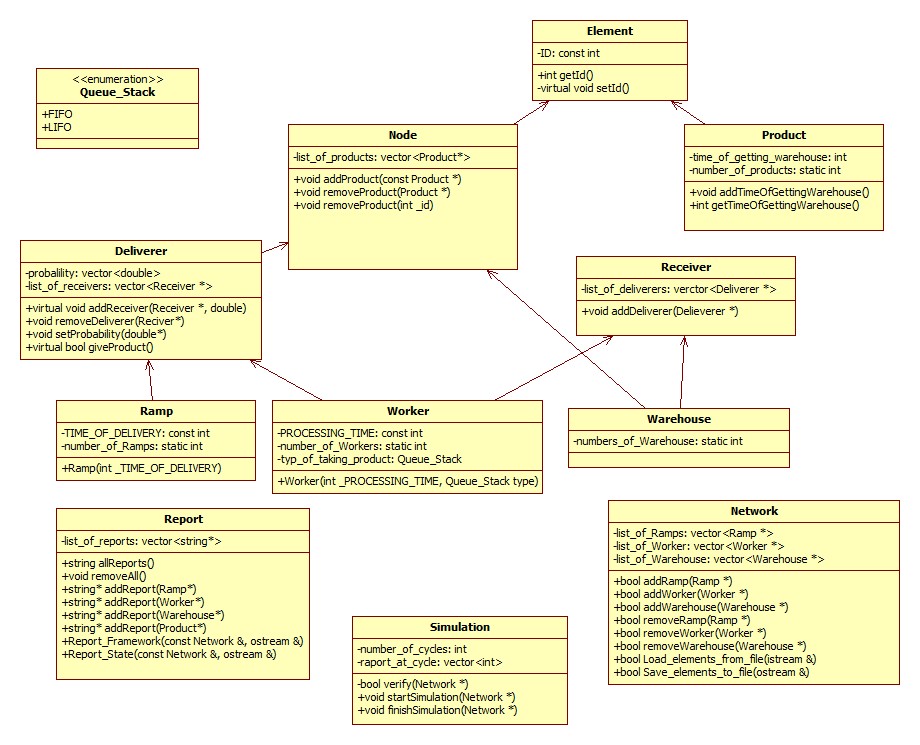 Element
-ID: const int
+int getId()
-virtual void setId()
<<enumeration>>
Queue_Stack
+FIFO
+LIFO
Node
-list_of_products: vector<Product*>
+void addProduct(const Product *)
+void removeProduct(Product *)
+void removeProduct(int _id)
Product
-time_of_getting_warehouse: int
-number_of_products: static int
+void addTimeOfGettingWarehouse()
+int getTimeOfGettingWarehouse()
Deliverer
-probalility: vector<double>
-list_of_receivers: vector<Receiver *>
+virtual void addReceiver(Receiver *, double)
+void removeDeliverer(Reciver*)
+void setProbability(double*)
+virtual bool giveProduct()
Receiver
-list_of_deliverers: verctor<Deliverer *>
+void addDeliverer(Delieverer *)
Ramp
-TIME_OF_DELIVERY: const int
-number_of_Ramps: static int
+Ramp(int _TIME_OF_DELIVERY)
Worker
-PROCESSING_TIME: const int
-number_of_Workers: static int
-typ_of_taking_product: Queue_Stack
+Worker(int _PROCESSING_TIME, Queue_Stack type)
Warehouse
-numbers_of_Warehouse: static int
Report
-list_of_reports: vector<string*>
+string allReports()
+void removeAll()
+string* addReport(Ramp*)
+string* addReport(Worker*)
+string* addReport(Warehouse*)
+string* addReport(Product*)
+Report_Framework(const Network &, ostream &)
+Report_State(const Network &, ostream &)
Network
-list_of_Ramps: vector<Ramp *>
-list_of_Worker: vector<Worker *>
-list_of_Warehouse: vector<Warehouse *>
+bool addRamp(Ramp *)
+bool addWorker(Worker *)
+bool addWarehouse(Warehouse *)
+bool removeRamp(Ramp *)
+bool removeWorker(Worker *)
+bool removeWarehouse(Warehouse *)
+bool Load_elements_from_file(istream &)
+bool Save_elements_to_file(ostream &)
Simulation
-number_of_cycles: int
-raport_at_cycle: vector<int>
-bool verify(Network *)
+void startSimulation(Network *)
+void finishSimulation(Network *)